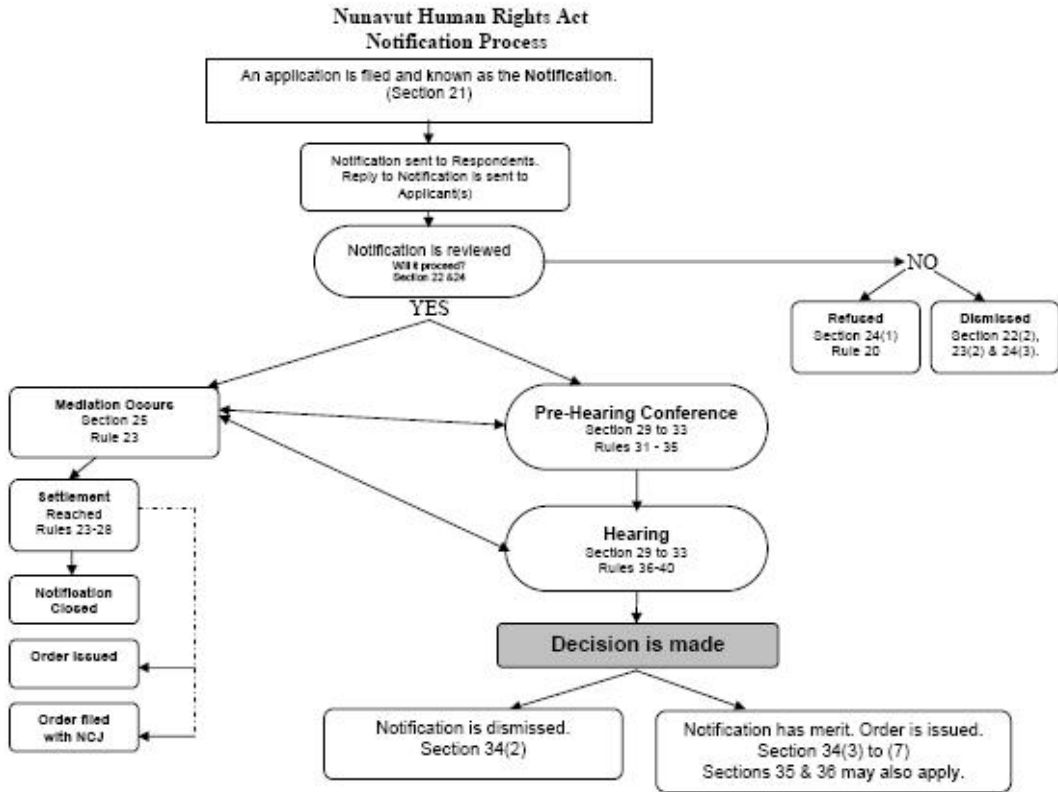 Nunavut Human Rights Act
Notification Process
An application is filed and known as the Notification.
(Section 21)
Notification sent to Respondents.
Reply to Notification is sent to
Applicant(s)
Notification is reviewed
Will it proceed?
Section 22 &24
NO
YES
Refused
Section 24(1)
Rule 20
Dismissed
Section 22(2),
23(2) & 24(3).
Mediation Occurs
Section 25
Rule 23
Pre-Hearing Conference
Section 29 to 33
Rules 31 - 35
Settlement
Reached
Rules 23-28
Hearing
Section 29 to 33
Rules 36-40
Notification
Closed
Decision is made
Order Issued
Order filed
with NCJ
Notification is dismissed.
Section 34(2)
Notification has merit. Order is issued.
Section 34(3) to (7)
Sections 35 & 36 may also apply.